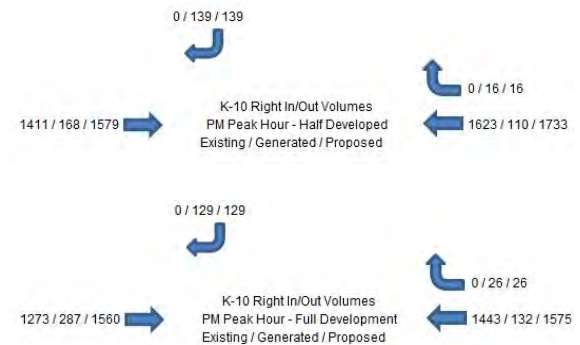 0 / 139 / 139
0 / 16 / 16
K-10 Right In/Out Volumes
1411 / 168 / 1579
PM Peak Hour - Half Developed
1623 / 110 / 1733
Existing / Generated / Proposed
0 / 129 / 129
0 / 26 / 26
K-10 Right In/Out Volumes
1273 / 287 / 1560
PM Peak Hour - Full Development
1443 / 132 / 1575
Existing / Generated / Proposed